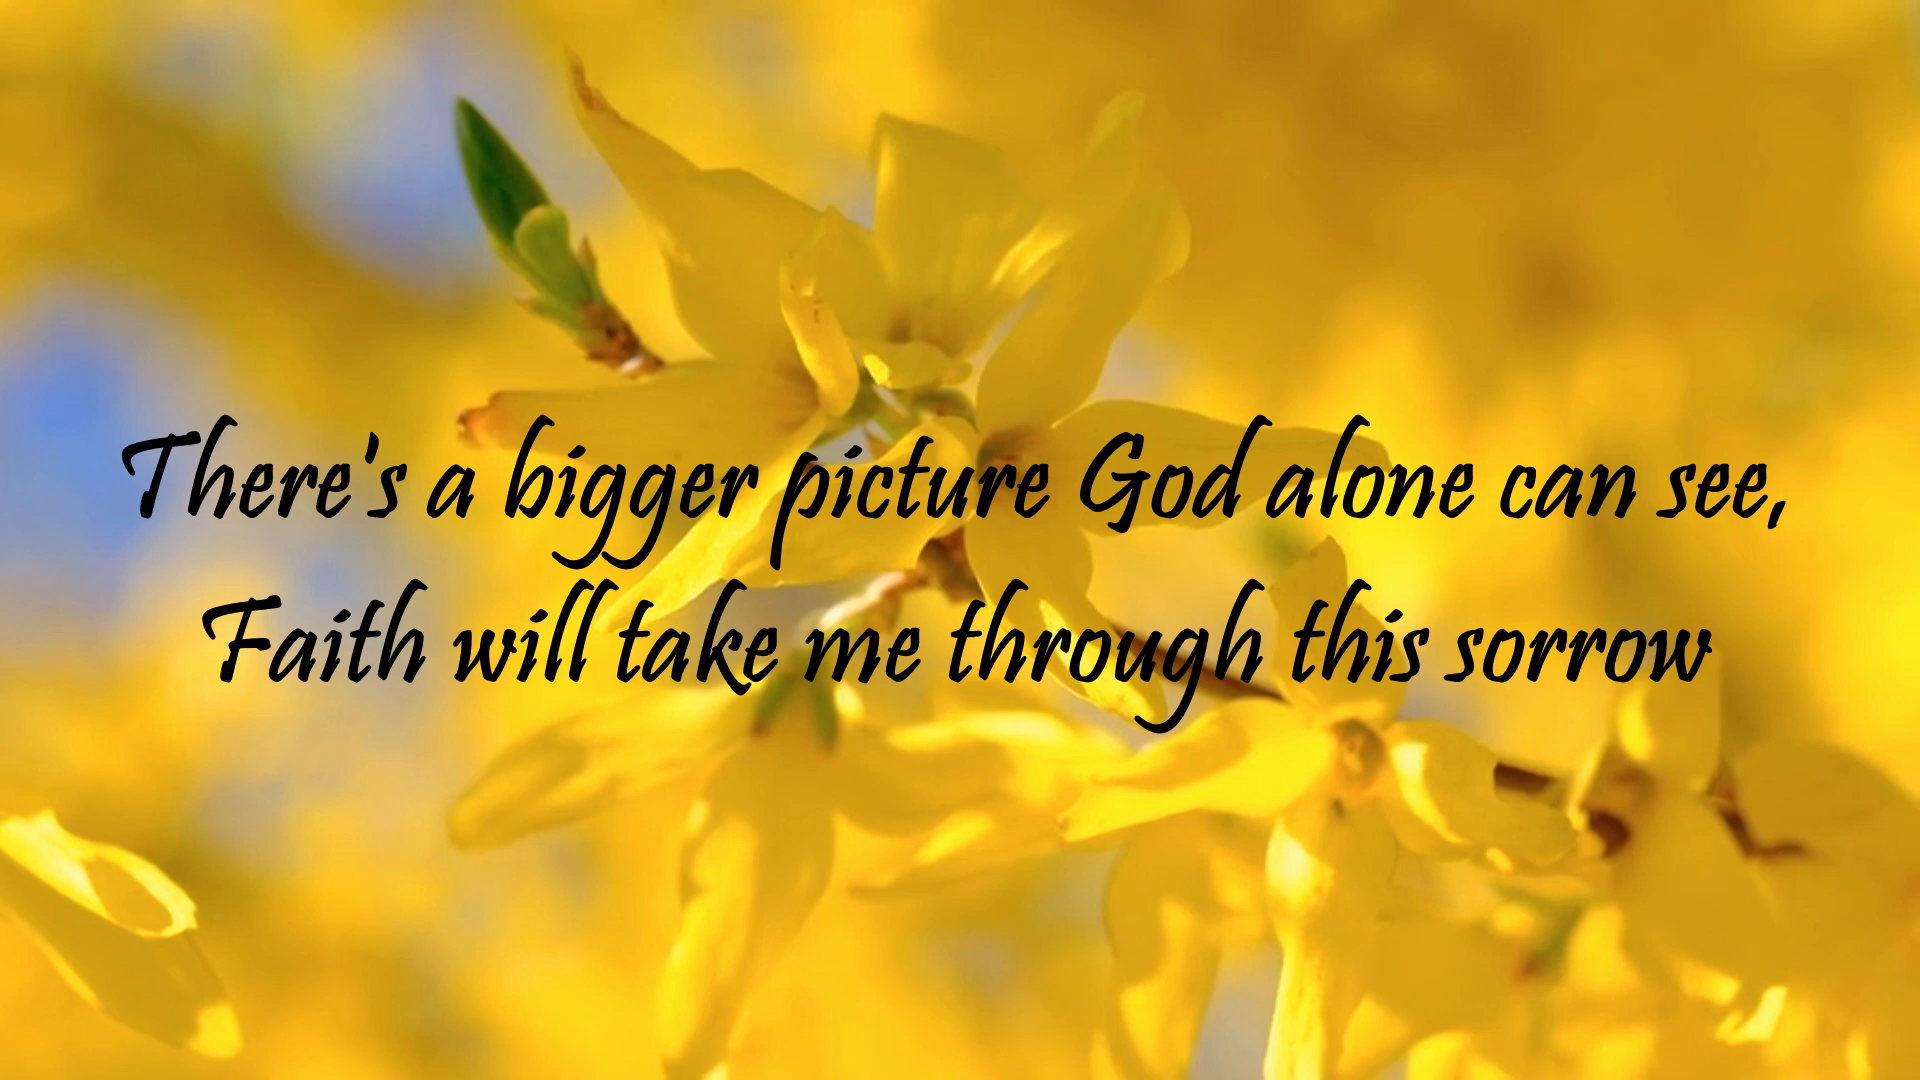 There's a bigger picture God alone can see,
Faith will take me through this sorrow